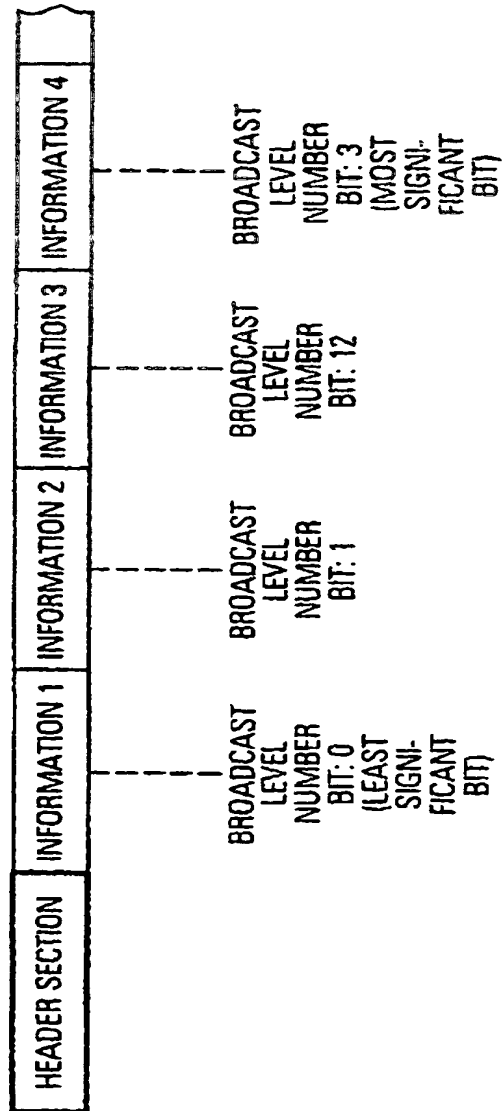 HEADER SECTION
INFORMATION 1
INFORMATION 2
INFORMATION 3
INFORMATION 4
BROADCAST
LEVEL
NUMBER
BIT: 0
(LEAST
SIGNI-
FICANT
BIT)
BROADCAST
LEVEL
NUMBER
BIT: 1
BROADCAST
LEVEL
NUMBER
BIT: 12
BROADCAST
LEVEL
NUMBER
BIT: 3
(MOST
SIGNI-
FICANT
BIT)